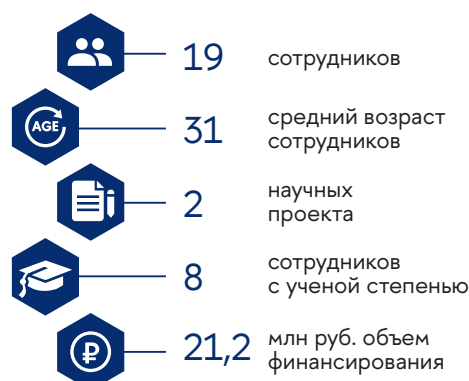 19 сотрудников
AGE 31 средний возраст
сотрудников
2 научных
проекта
8 сотрудников
с ученой степенью
₽ 21,2 млн руб. объем
финансирования